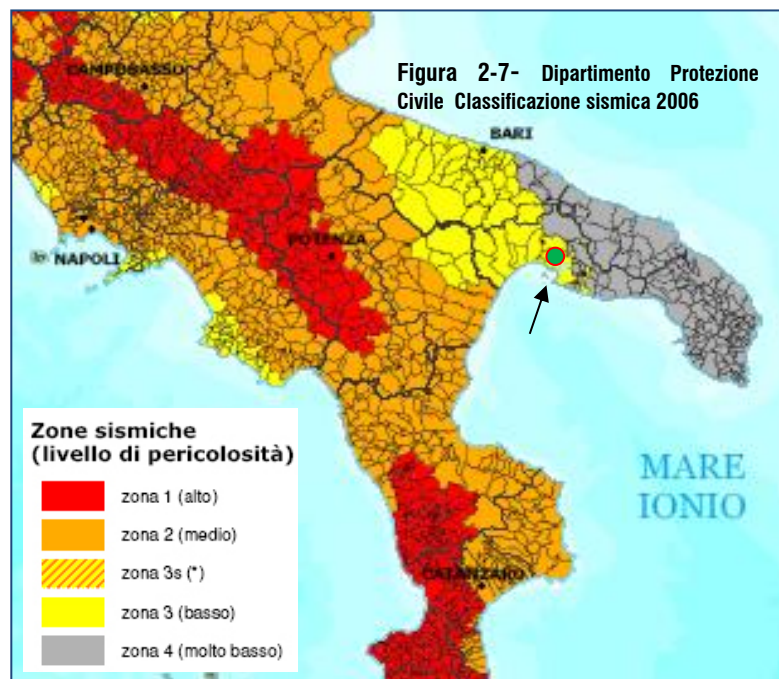 Figura 2-7- Dipartimento Protezione
Civile Classificazione sismica 2006
CAMPOBASSO
BARI
NAPOLI
POTENZA
MARE
IONIO
CATANZARO
Zone sismiche
(livello di pericolosità)
zona 1 (alto)
zona 2 (medio)
zona 3s (*)
zona 3 (basso)
zona 4 (molto basso)